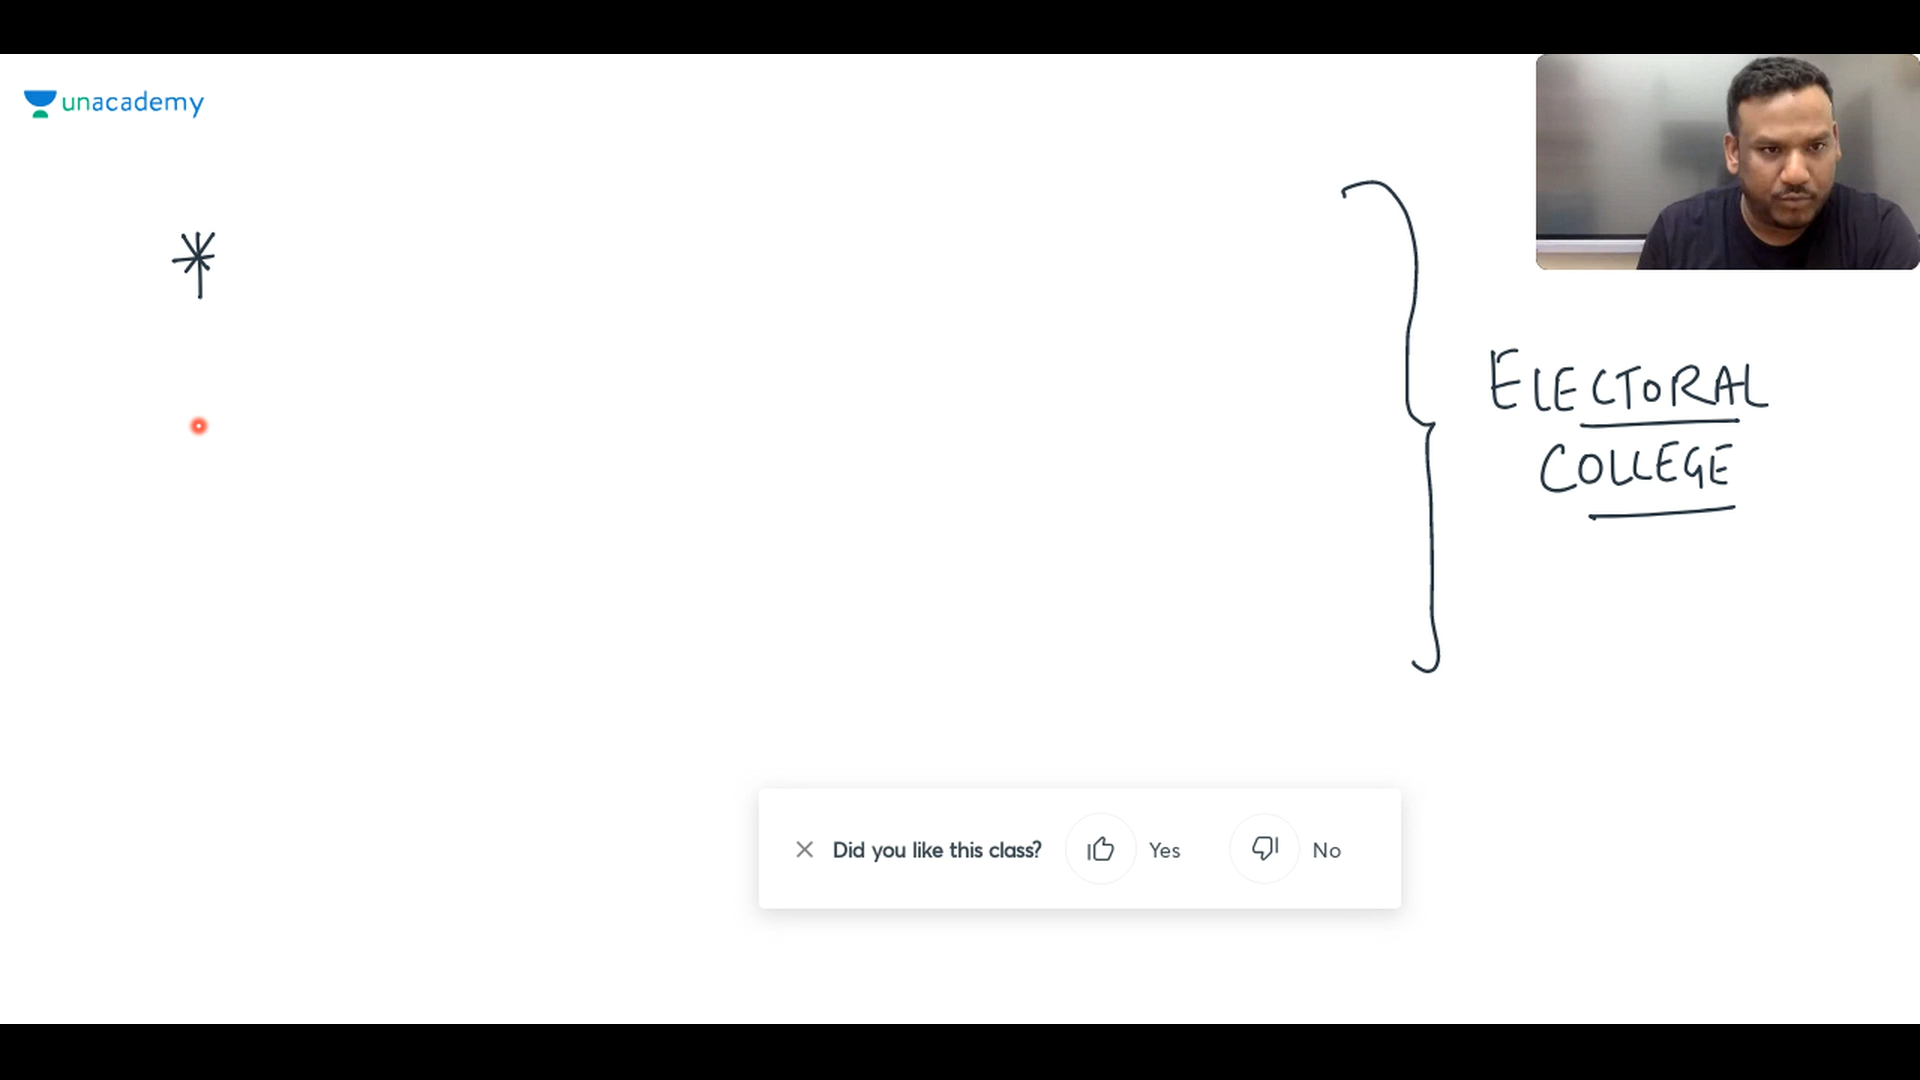 unacademy
ELECTORAL
COLLEGE
Did you like this class?
Yes
No